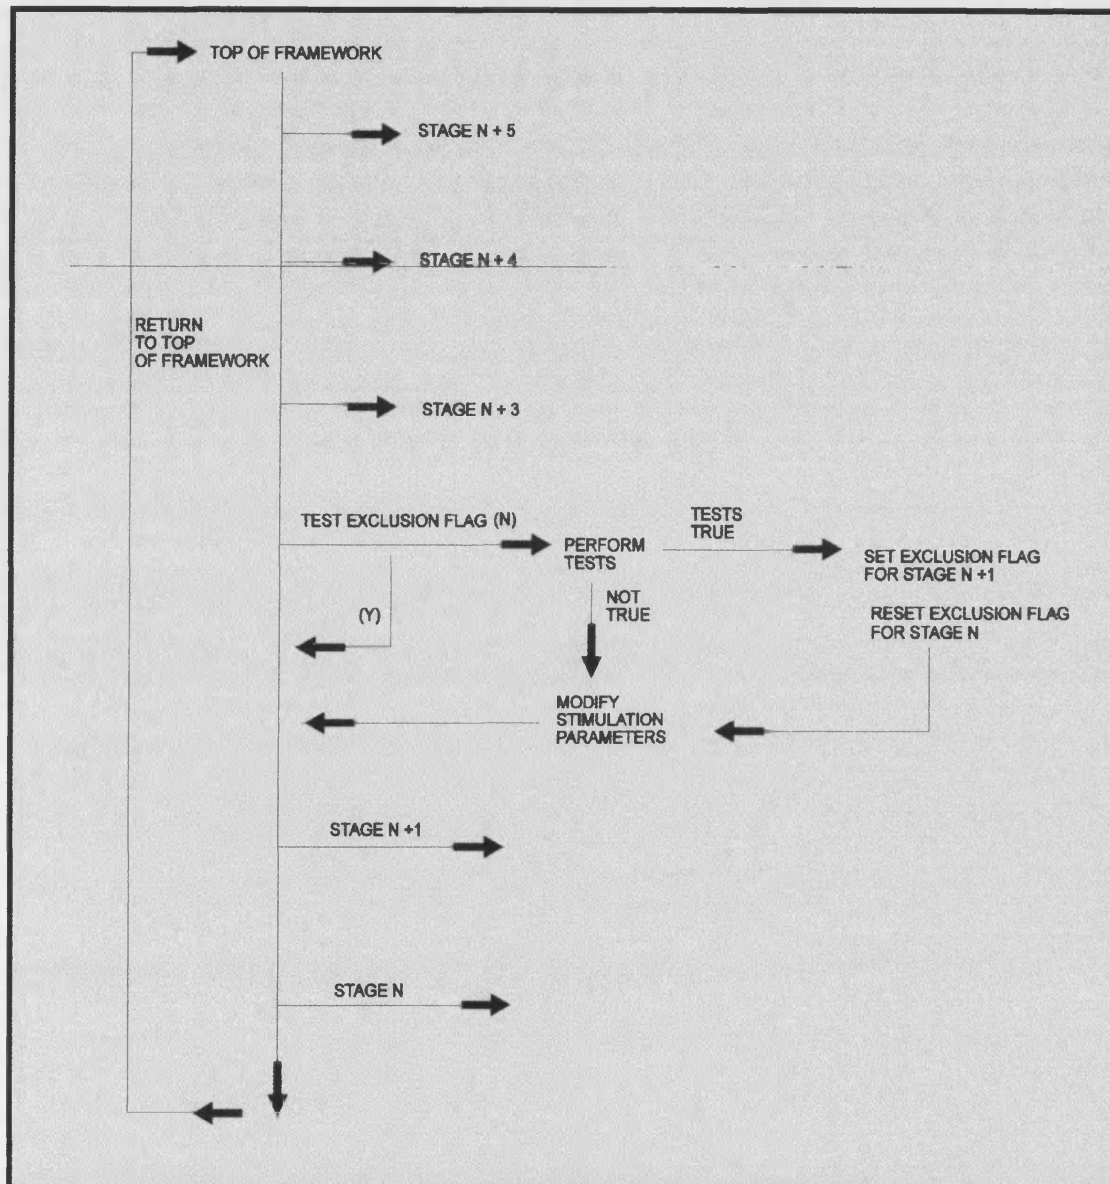 TOP OF FRAMEWORK
STAGE N + 5
STAGE N + 4
RETURN
TO TOP
OF FRAMEWORK
STAGE N + 3
TEST EXCLUSION FLAG (N)
PERFORM
TESTS
TESTS
TRUE
SET EXCLUSION FLAG
FOR STAGE N +1
NOT
TRUE
(Y)
RESET EXCLUSION FLAG
FOR STAGE N
MODIFY
STIMULATION
PARAMETERS
STAGE N +1
STAGE N